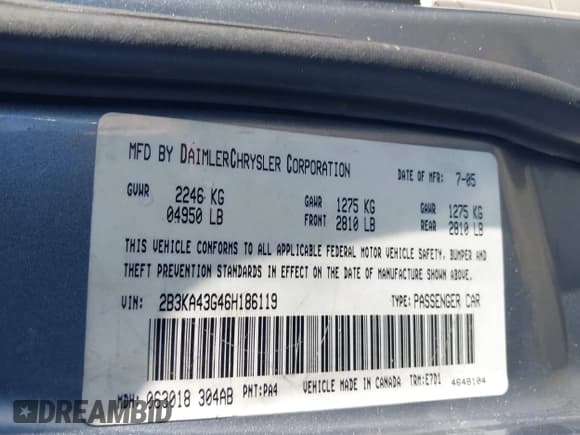 MFD BY DAIMLERCHRYSLER CORPORATION DATE OF MFR: 7-05
GVWR 2246 KG GAWR 1275 KG GAWR 1275 KG
04950 LB FRONT 2810 LB REAR 2810 LB
THIS VEHICLE CONFORMS TO ALL APPLICABLE FEDERAL MOTOR VEHICLE SAFETY, BUMPER AND
THEFT PREVENTION STANDARDS IN EFFECT ON THE DATE OF MANUFACTURE SHOWN ABOVE.
VIN: 2B3KA43G46H186119 TYPE: PASSENGER CAR
MDH: 063018 304AB PNT: PA4 VEHICLE MADE IN CANADA TRM: E7D1 4648104
DREAMBID